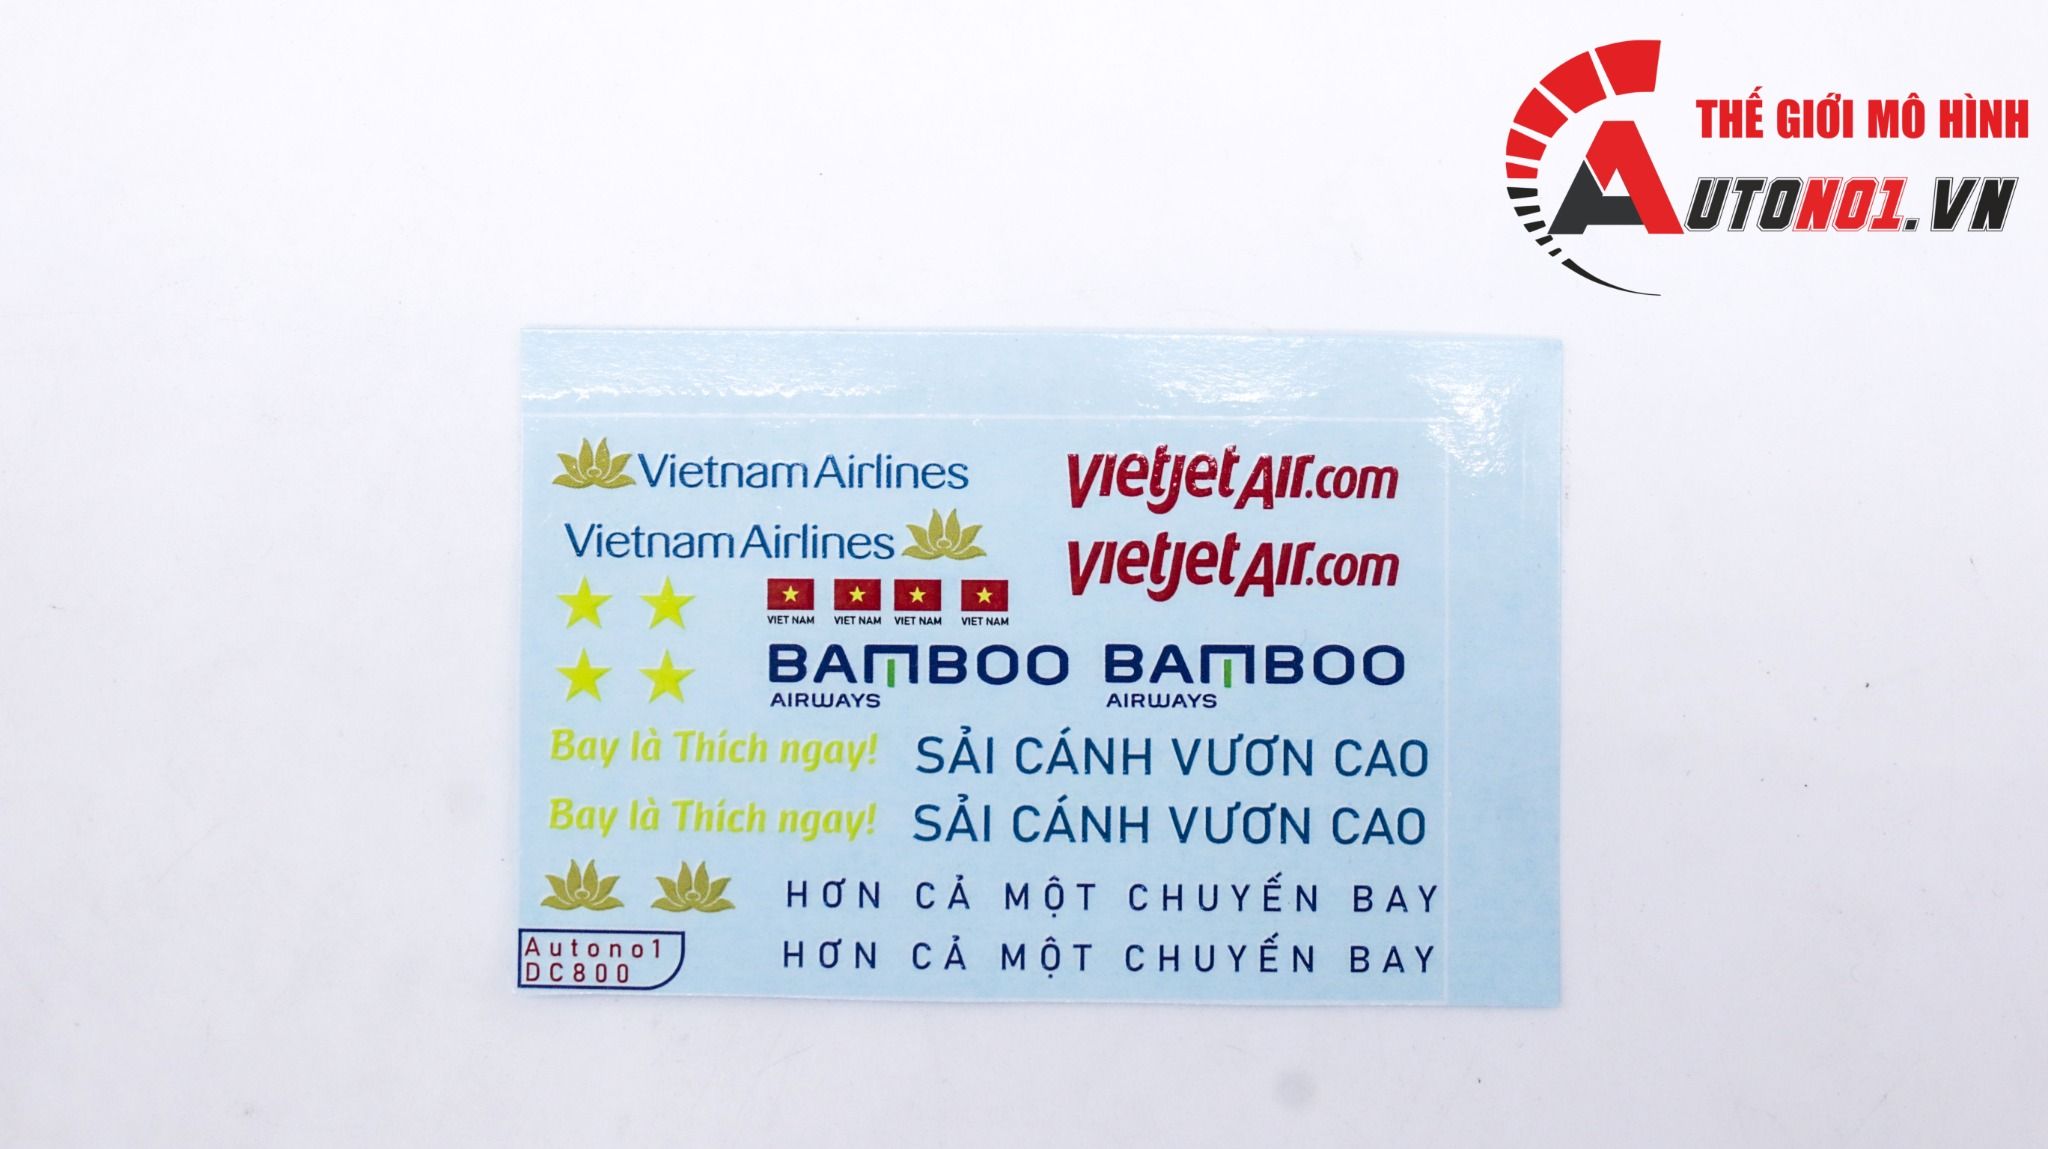 THẾ GIỚI MÔ HÌNH
AUTONO1.VN
Vietnam Airlines
vietjetAir.com
Vietnam Airlines
vietjetAir.com
VIET NAM VIET NAM VIET NAM VIET NAM
BAMBOO BAMBOO
AIRWAYS AIRWAYS
Bay là Thích ngay! SẢI CÁNH VƯƠN CAO
Bay là Thích ngay! SẢI CÁNH VƯƠN CAO
HƠN CẢ MỘT CHUYẾN BAY
HƠN CẢ MỘT CHUYẾN BAY
Autono1
DC800